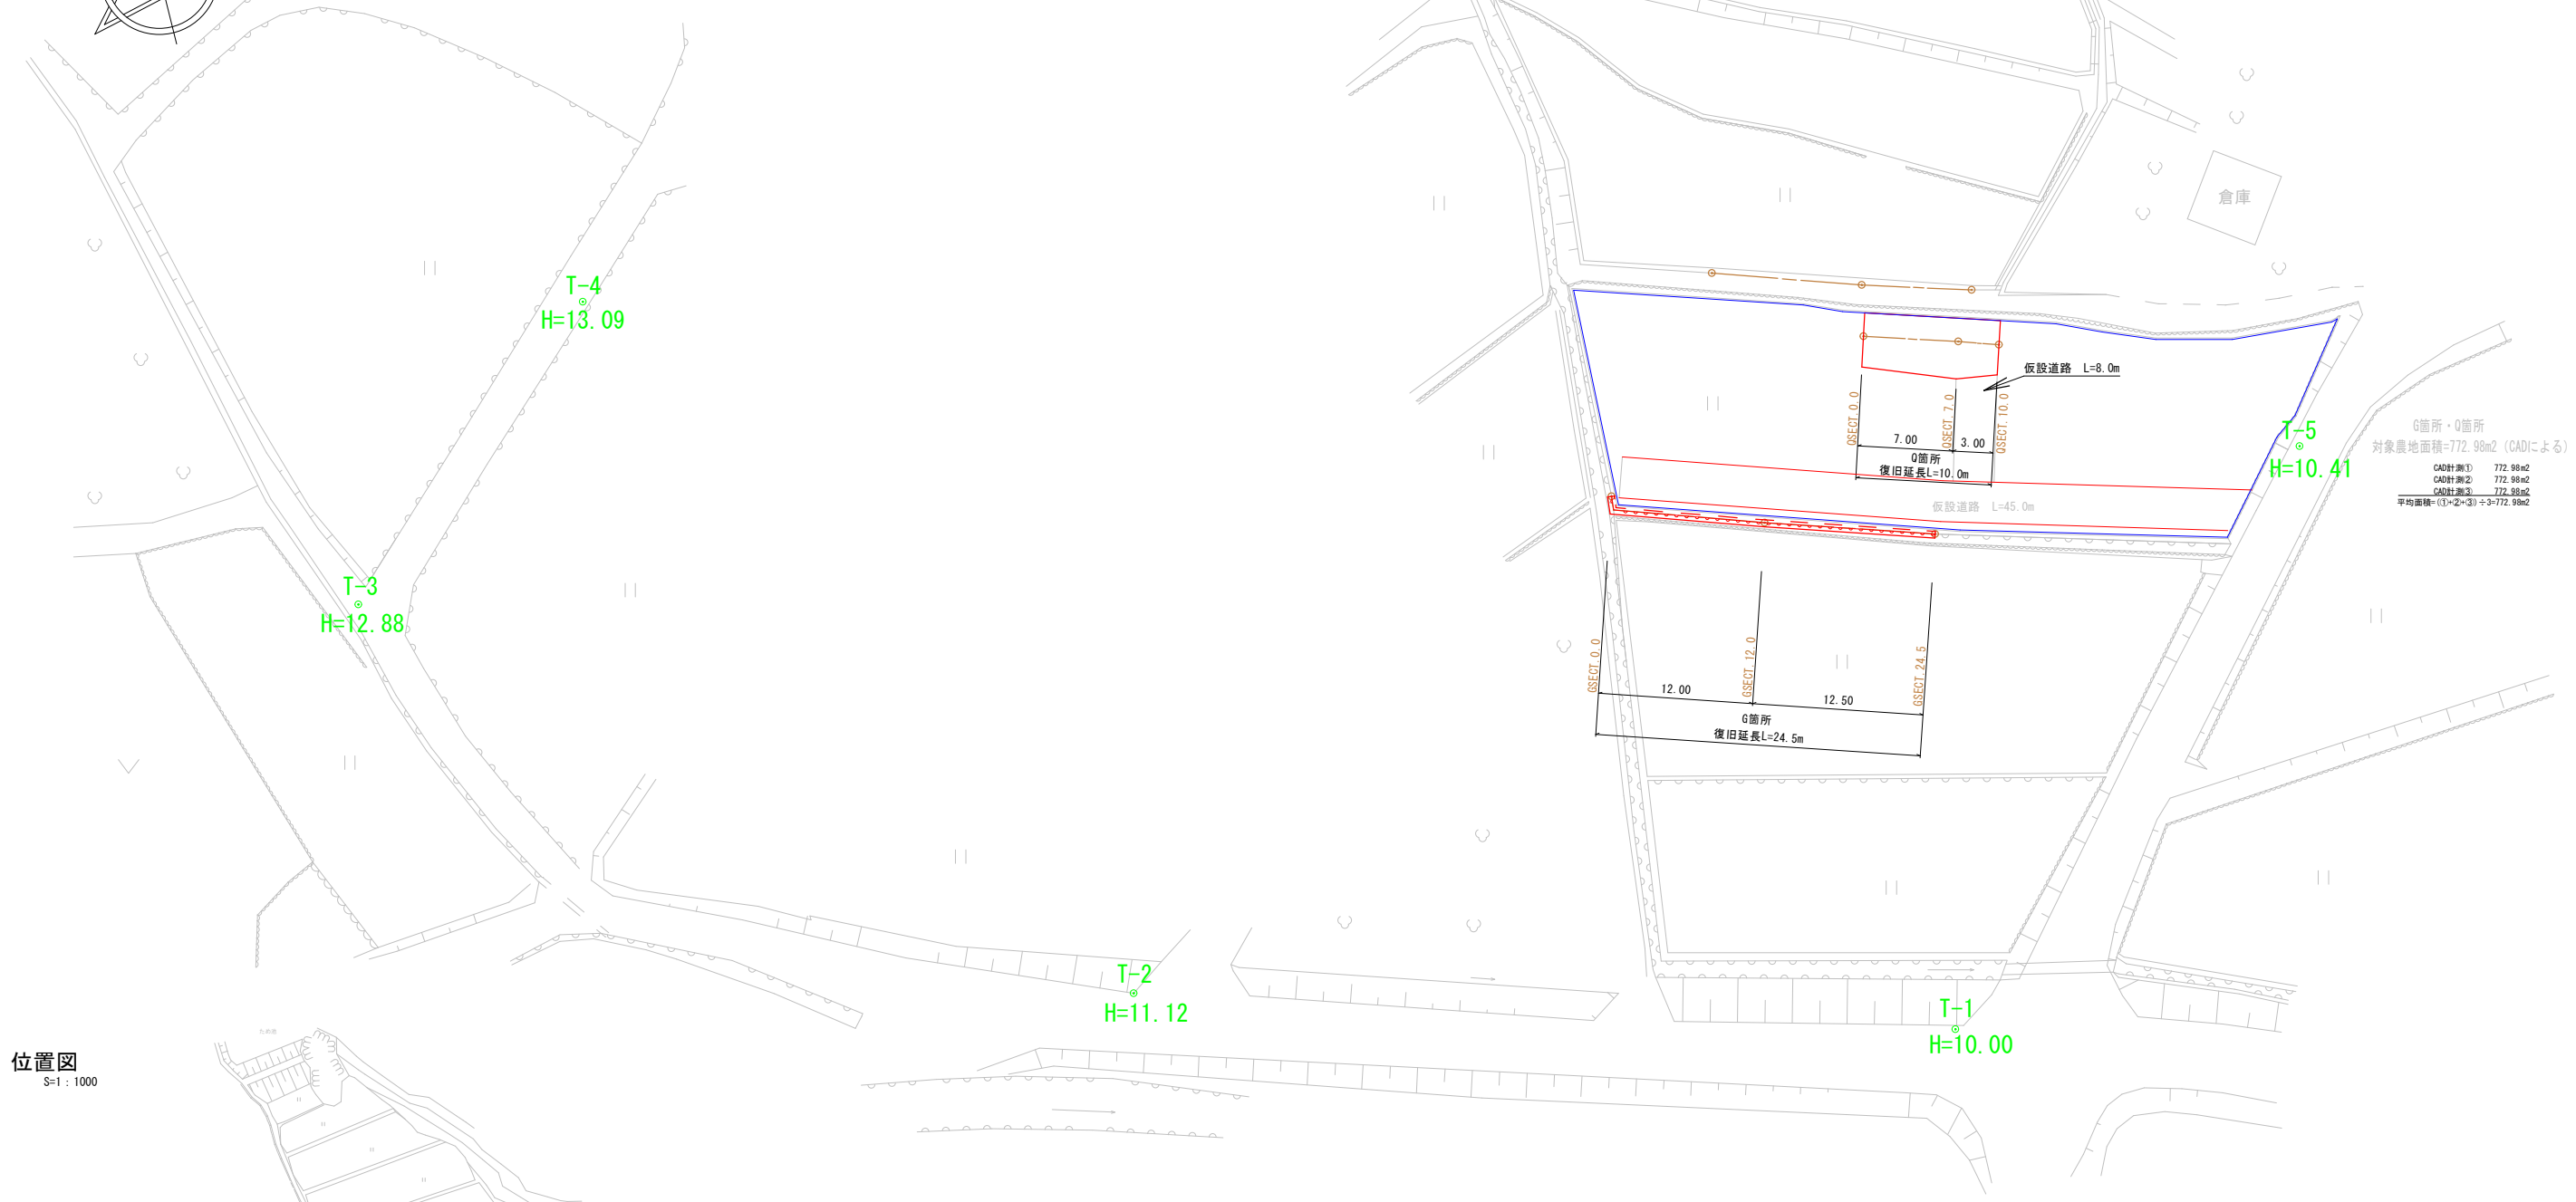 倉庫
T-4
H=13.09
仮設道路 L=8.0m
QSECT.0.0
QSECT.7.0
QSECT.10.0
7.00
3.00
Q箇所
復旧延長L=10.0m
T-5
H=10.41
G箇所・Q箇所
対象農地面積=772.98m2 (CADによる)
CAD計測① 772.98m2
CAD計測② 772.98m2
CAD計測③ 772.98m2
平均面積=(①+②+③)÷3=772.98m2
仮設道路 L=45.0m
T-3
H=12.88
GSECT.0.0
GSECT.12.0
GSECT.24.5
12.00
12.50
G箇所
復旧延長L=24.5m
T-2
H=11.12
T-1
H=10.00
位置図
S=1：1000